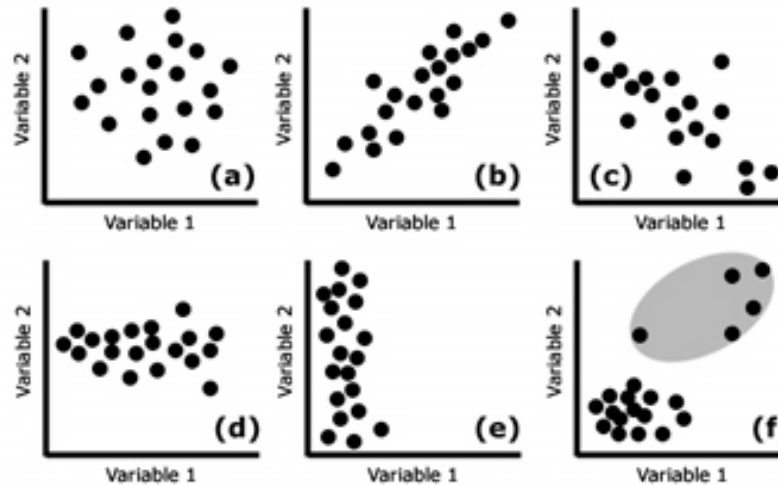 Variable 2
(a)
Variable 1
Variable 2
(b)
Variable 1
Variable 2
(c)
Variable 1
Variable 2
(d)
Variable 1
Variable 2
(e)
Variable 1
Variable 2
(f
Variable 1